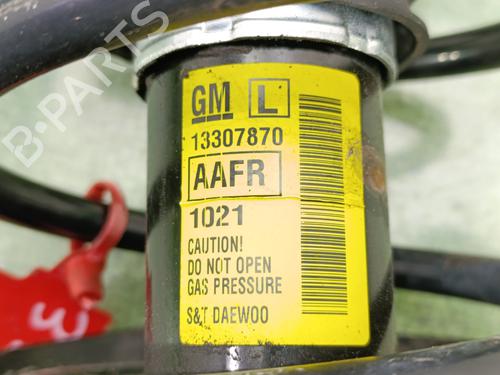 GM L
13307870
AAFR
1021
CAUTION!
DO NOT OPEN
GAS PRESSURE
S&T DAEWOO
B-PARTS